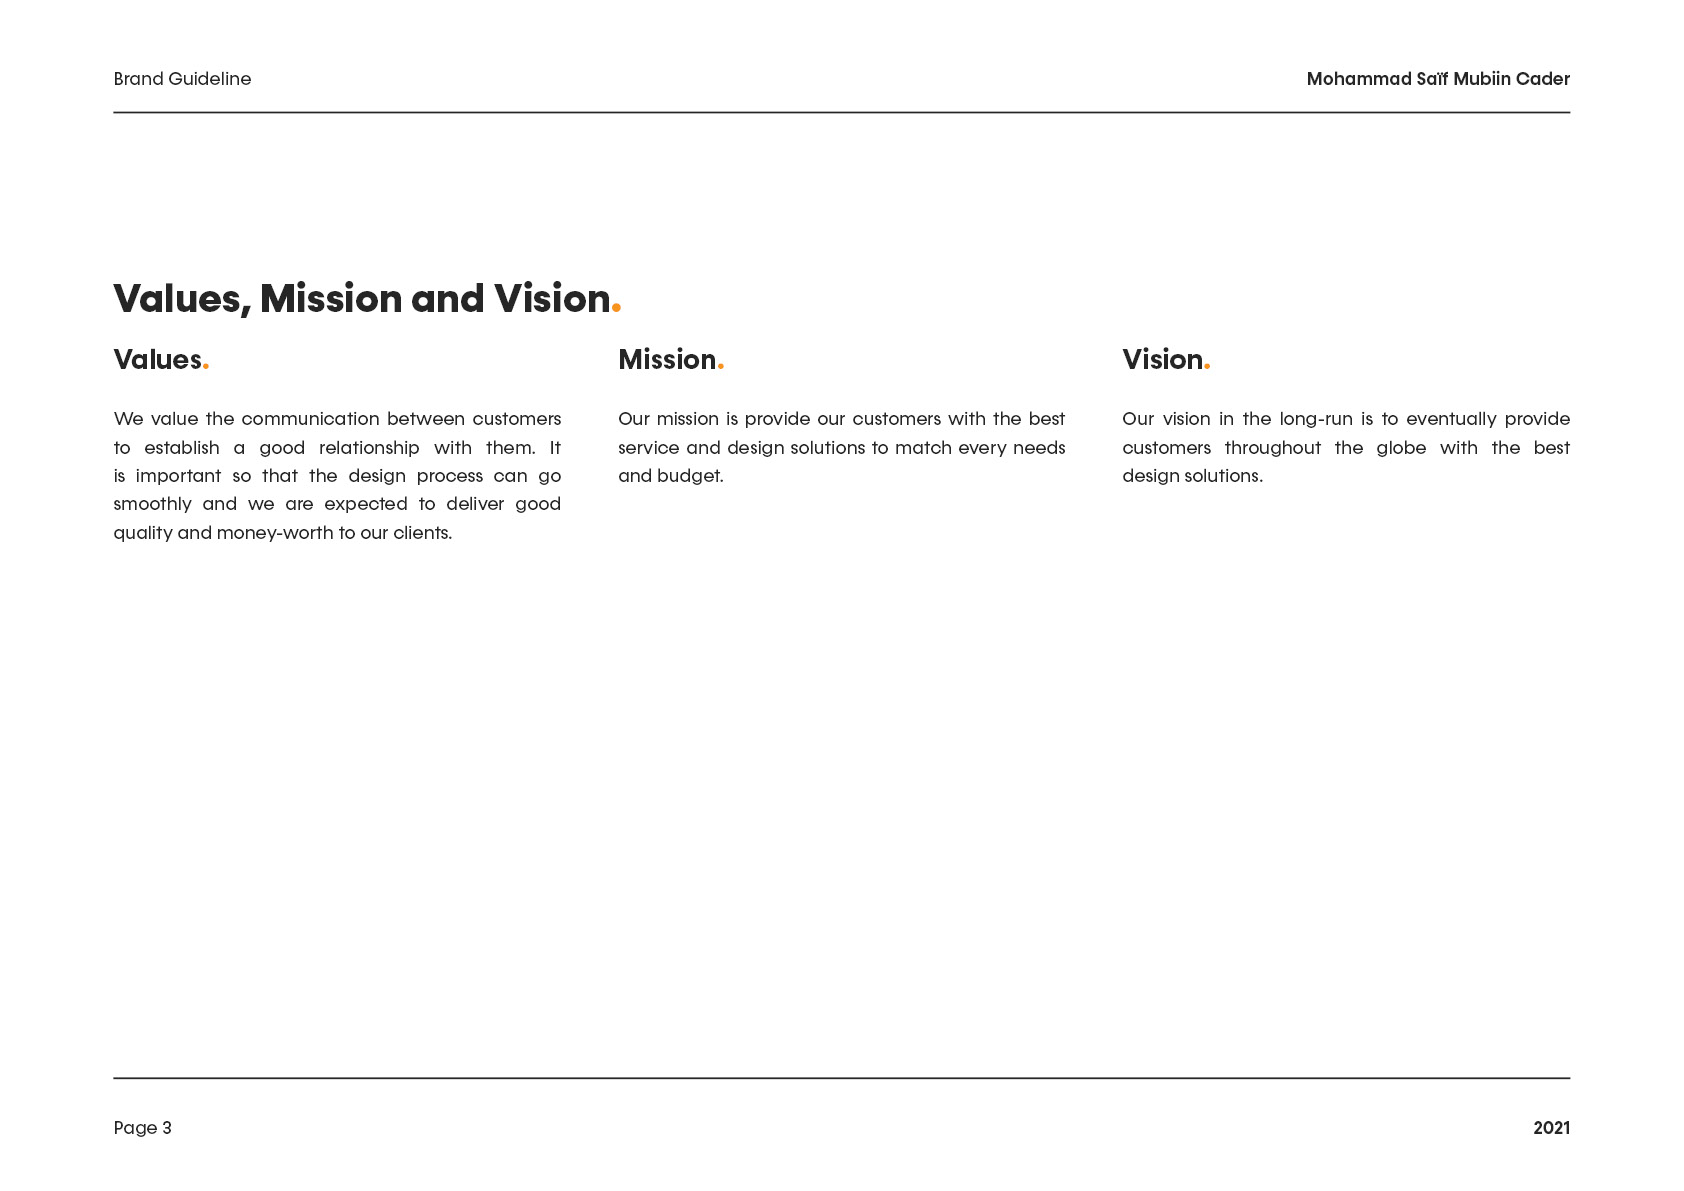 Brand Guideline
Mohammad Saïf Mubiin Cader
Values, Mission and Vision.
Values.
We value the communication between customers
to establish a good relationship with them. It
is important so that the design process can go
smoothly and we are expected to deliver good
quality and money-worth to our clients.
Mission.
Our mission is provide our customers with the best
service and design solutions to match every needs
and budget.
Vision.
Our vision in the long-run is to eventually provide
customers throughout the globe with the best
design solutions.
Page 3
2021